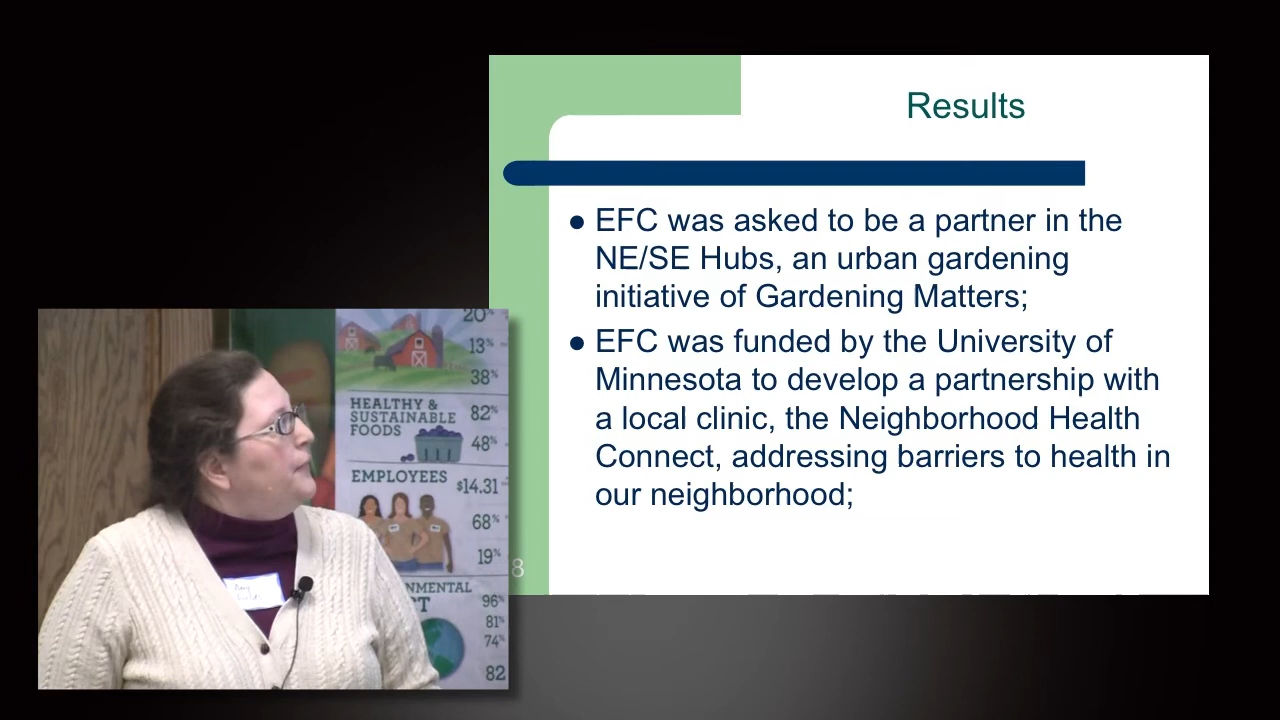 Results
● EFC was asked to be a partner in the
NE/SE Hubs, an urban gardening
initiative of Gardening Matters;
● EFC was funded by the University of
Minnesota to develop a partnership with
a local clinic, the Neighborhood Health
Connect, addressing barriers to health in
our neighborhood;
8
20%
13%
38%
HEALTHY &
SUSTAINABLE
FOODS
82%
48%
EMPLOYEES
$14.31
68%
19%
NMENTAL
CT
96%
81%
74%
82